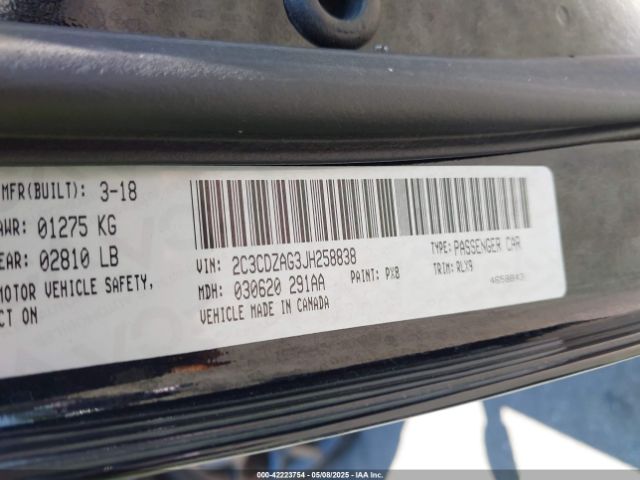 MFR(BUILT): 3-18
AWR: 01275 KG
EAR: 02810 LB
MOTOR VEHICLE SAFETY,
CT ON
VIN: 2C3CDZAG3JH258838 TYPE: PASSENGER CAR
MDH: 030620 291AA PAINT: PX8 TRIM: RLX9
VEHICLE MADE IN CANADA 4658843
000-42223754 | 05/08/2025 - IAA, Inc.